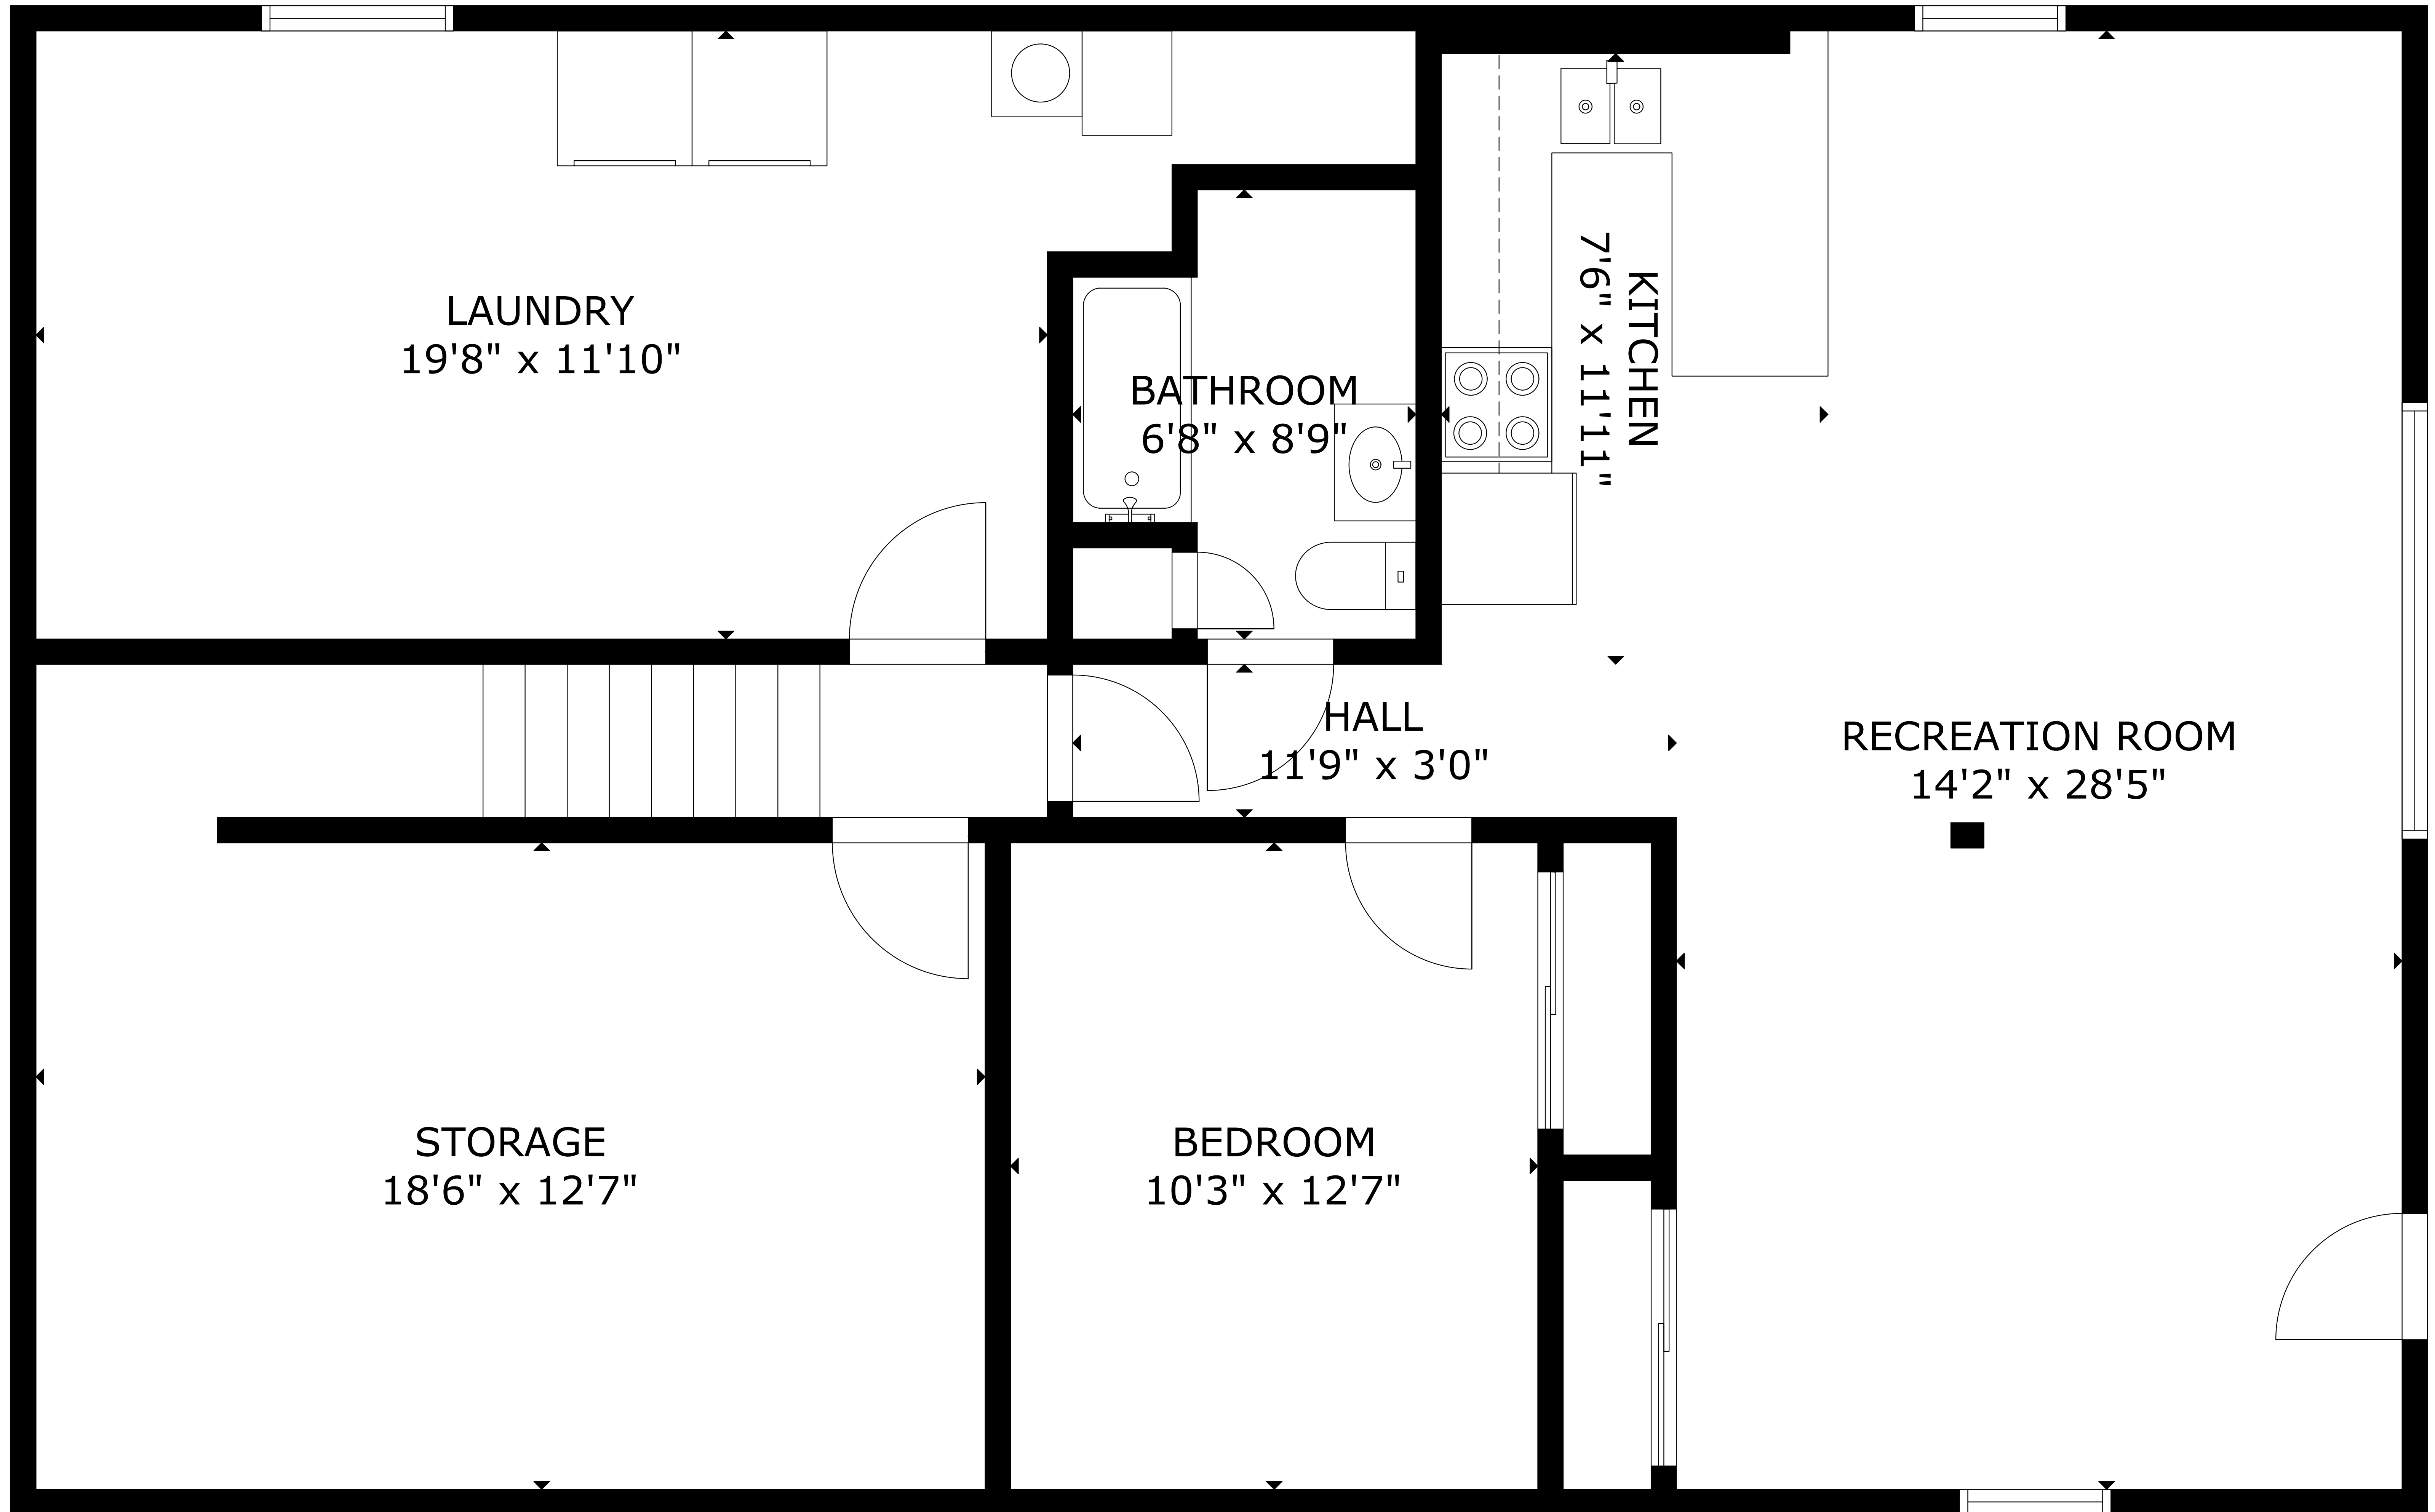 LAUNDRY
19'8" x 11'10"
BATHROOM
6'8" x 8'9"
KITCHEN
7'6" x 11'11"
HALL
11'9" x 3'0"
RECREATION ROOM
14'2" x 28'5"
STORAGE
18'6" x 12'7"
BEDROOM
10'3" x 12'7"